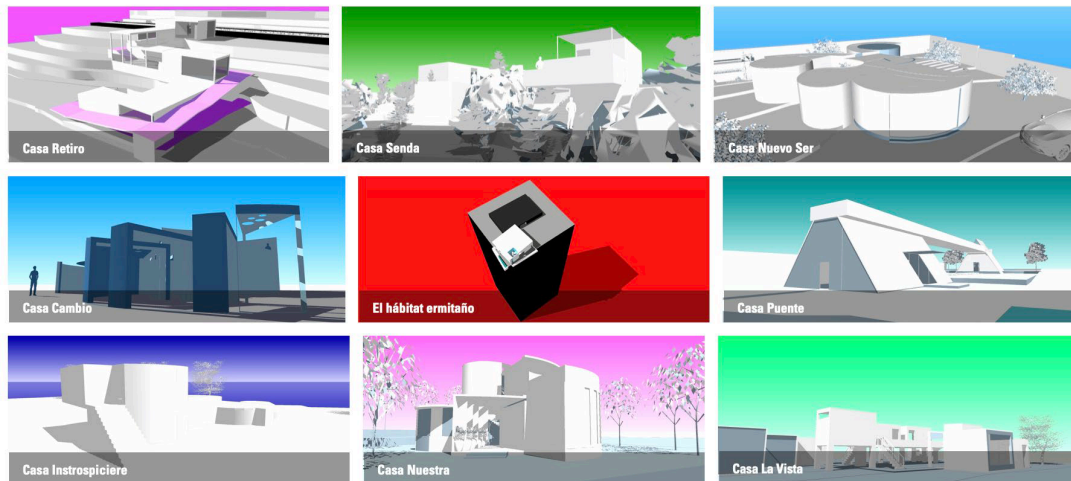 Casa Retiro
Casa Senda
Casa Nuevo Ser
Casa Cambio
El hábitat ermitaño
Casa Puente
Casa Instrospiciere
Casa Nuestra
Casa La Vista